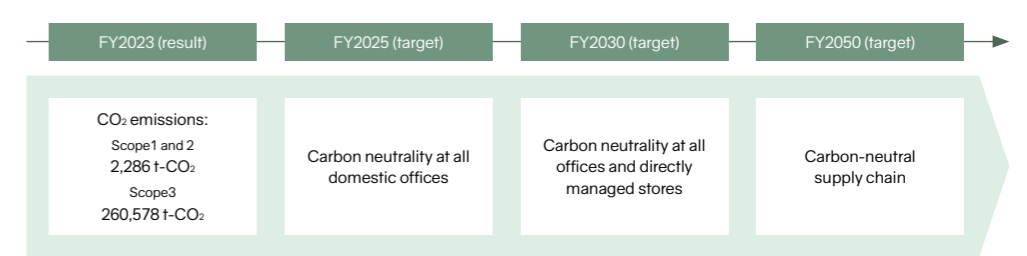 FY2023 (result)
FY2025 (target)
FY2030 (target)
FY2050 (target)
CO₂ emissions:
Scope1 and 2
2,286 t-CO₂
Scope3
260,578 t-CO₂
Carbon neutrality at all
domestic offices
Carbon neutrality at all
offices and directly
managed stores
Carbon-neutral
supply chain